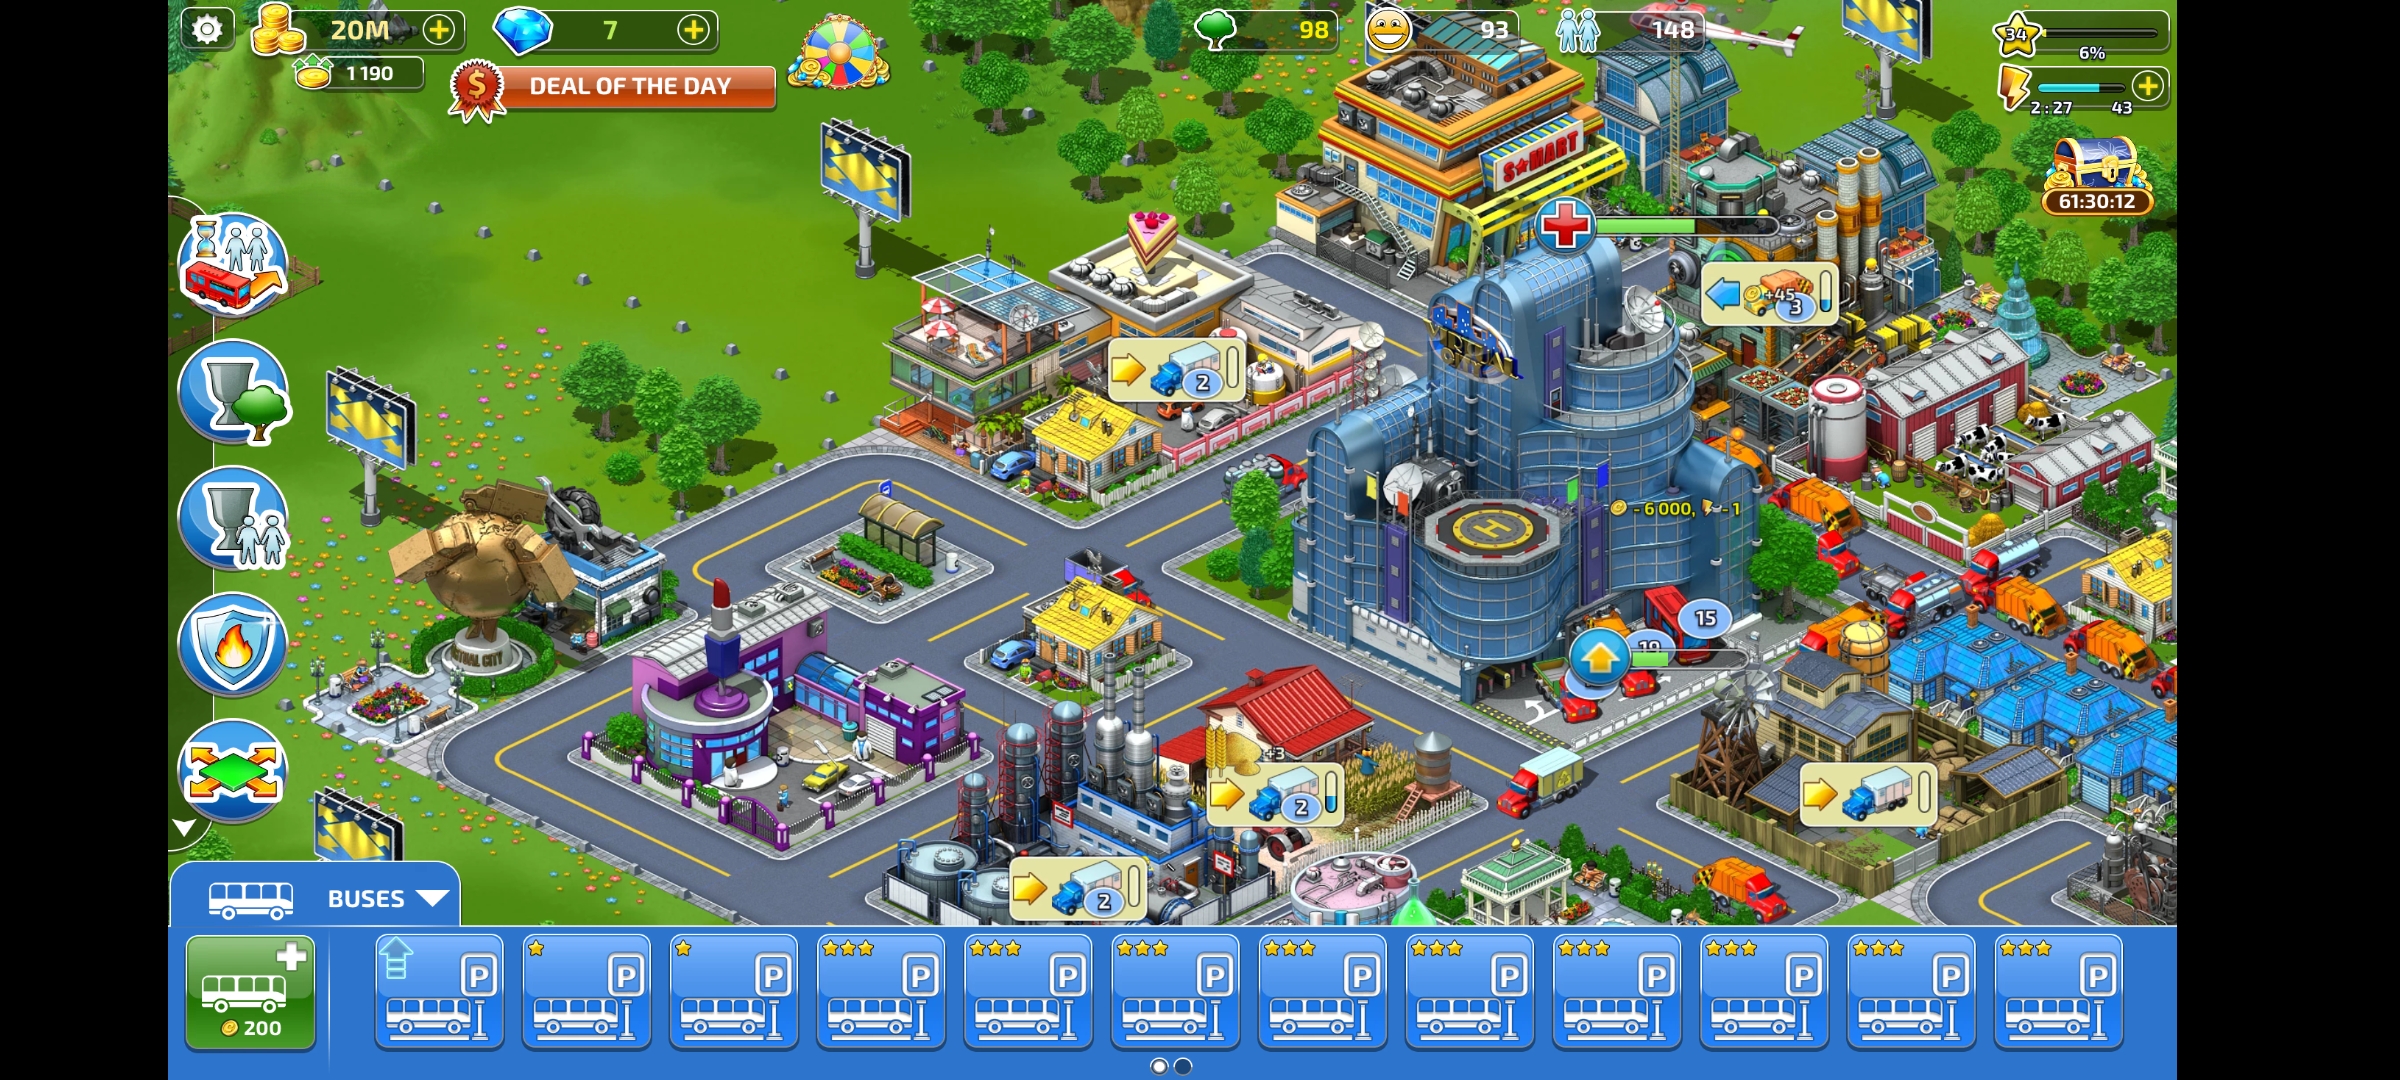 20M
7
98
93
148
34
6%
1 190
DEAL OF THE DAY
2:27
43
61:30:12
S★MART
+45
3
2
H
- 6 000, - 1
15
19
+3
2
2
BUSES
200
P
P
P
P
P
P
P
P
P
P
P
P